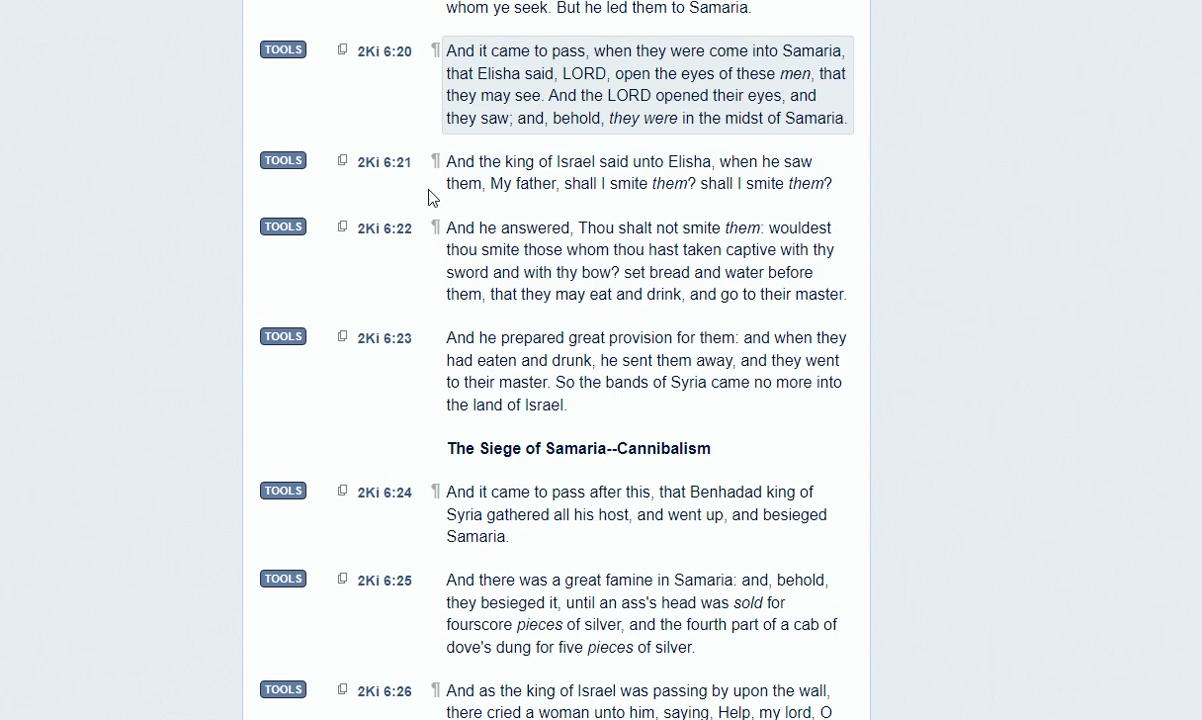 whom ye seek. But he led them to Samaria.
TOOLS 2Ki 6:20 ¶ And it came to pass, when they were come into Samaria,
that Elisha said, LORD, open the eyes of these men, that
they may see. And the LORD opened their eyes, and
they saw; and, behold, they were in the midst of Samaria.
TOOLS 2Ki 6:21 ¶ And the king of Israel said unto Elisha, when he saw
them, My father, shall I smite them? shall I smite them?
TOOLS 2Ki 6:22 ¶ And he answered, Thou shalt not smite them: wouldest
thou smite those whom thou hast taken captive with thy
sword and with thy bow? set bread and water before
them, that they may eat and drink, and go to their master.
TOOLS 2Ki 6:23 And he prepared great provision for them: and when they
had eaten and drunk, he sent them away, and they went
to their master. So the bands of Syria came no more into
the land of Israel.
The Siege of Samaria--Cannibalism
TOOLS 2Ki 6:24 ¶ And it came to pass after this, that Benhadad king of
Syria gathered all his host, and went up, and besieged
Samaria.
TOOLS 2Ki 6:25 And there was a great famine in Samaria: and, behold,
they besieged it, until an ass's head was sold for
fourscore pieces of silver, and the fourth part of a cab of
dove's dung for five pieces of silver.
TOOLS 2Ki 6:26 ¶ And as the king of Israel was passing by upon the wall,
there cried a woman unto him, saying, Help, my lord, O